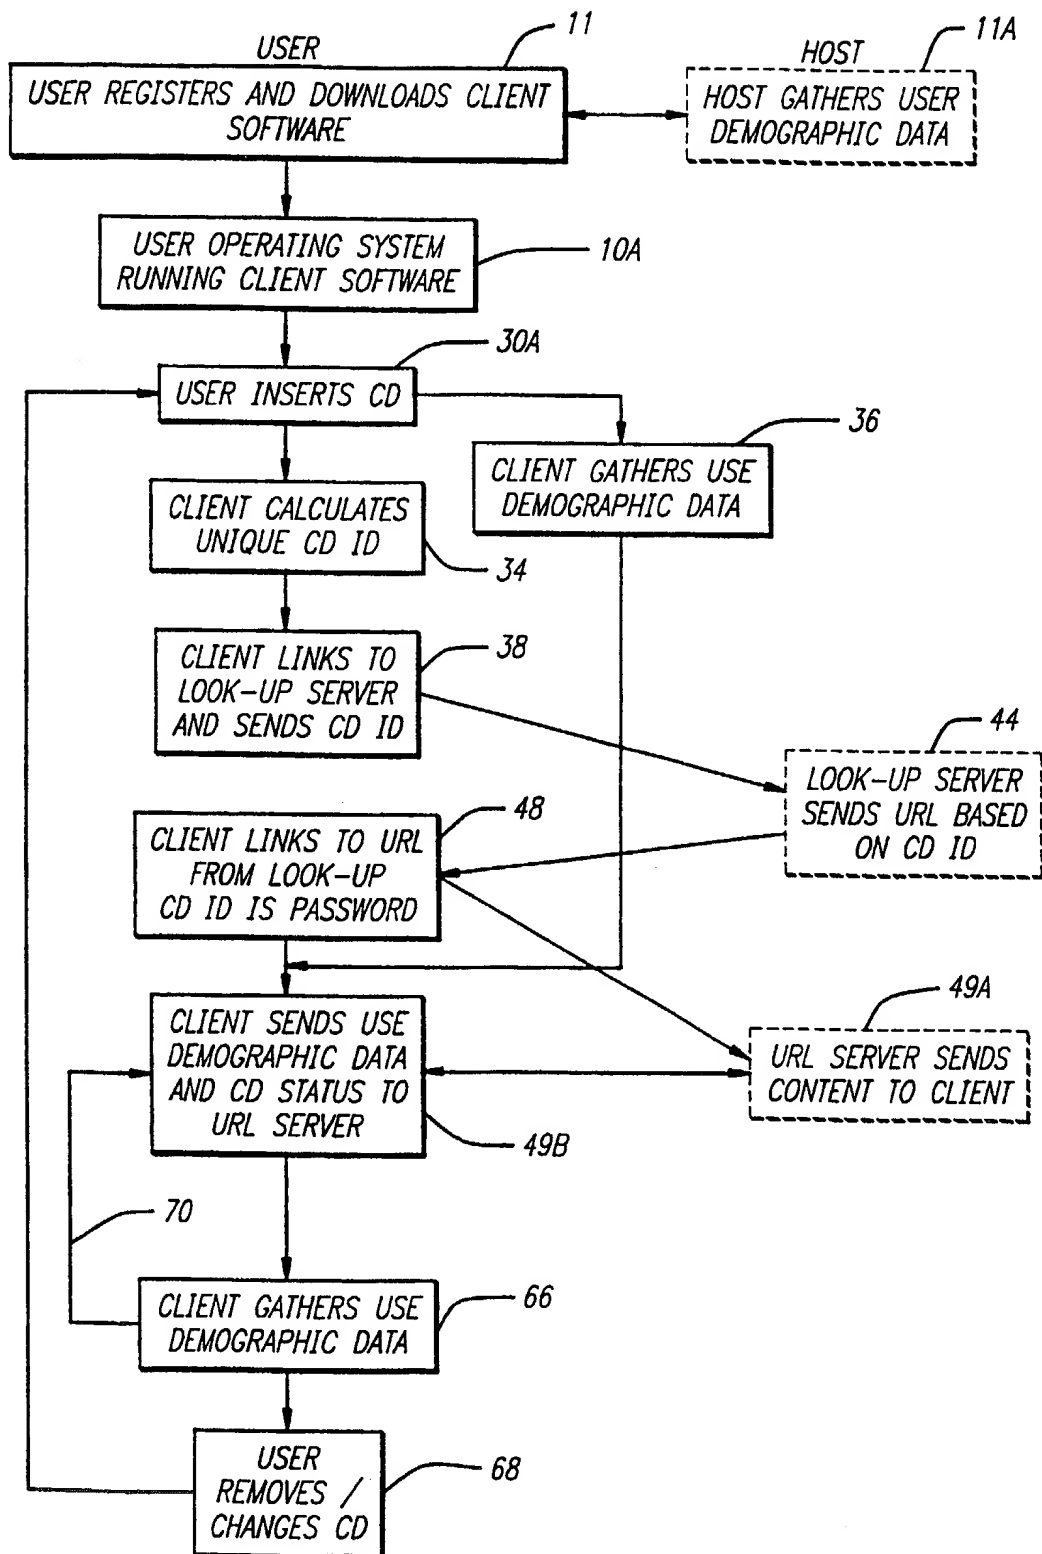 USER
11
USER REGISTERS AND DOWNLOADS CLIENT
SOFTWARE
HOST
11A
HOST GATHERS USER
DEMOGRAPHIC DATA
USER OPERATING SYSTEM
RUNNING CLIENT SOFTWARE
10A
30A
USER INSERTS CD
36
CLIENT GATHERS USE
DEMOGRAPHIC DATA
CLIENT CALCULATES
UNIQUE CD ID
34
CLIENT LINKS TO
LOOK-UP SERVER
AND SENDS CD ID
38
44
LOOK-UP SERVER
SENDS URL BASED
ON CD ID
48
CLIENT LINKS TO URL
FROM LOOK-UP
CD ID IS PASSWORD
49A
URL SERVER SENDS
CONTENT TO CLIENT
CLIENT SENDS USE
DEMOGRAPHIC DATA
AND CD STATUS TO
URL SERVER
49B
70
CLIENT GATHERS USE
DEMOGRAPHIC DATA
66
USER
REMOVES /
CHANGES CD
68